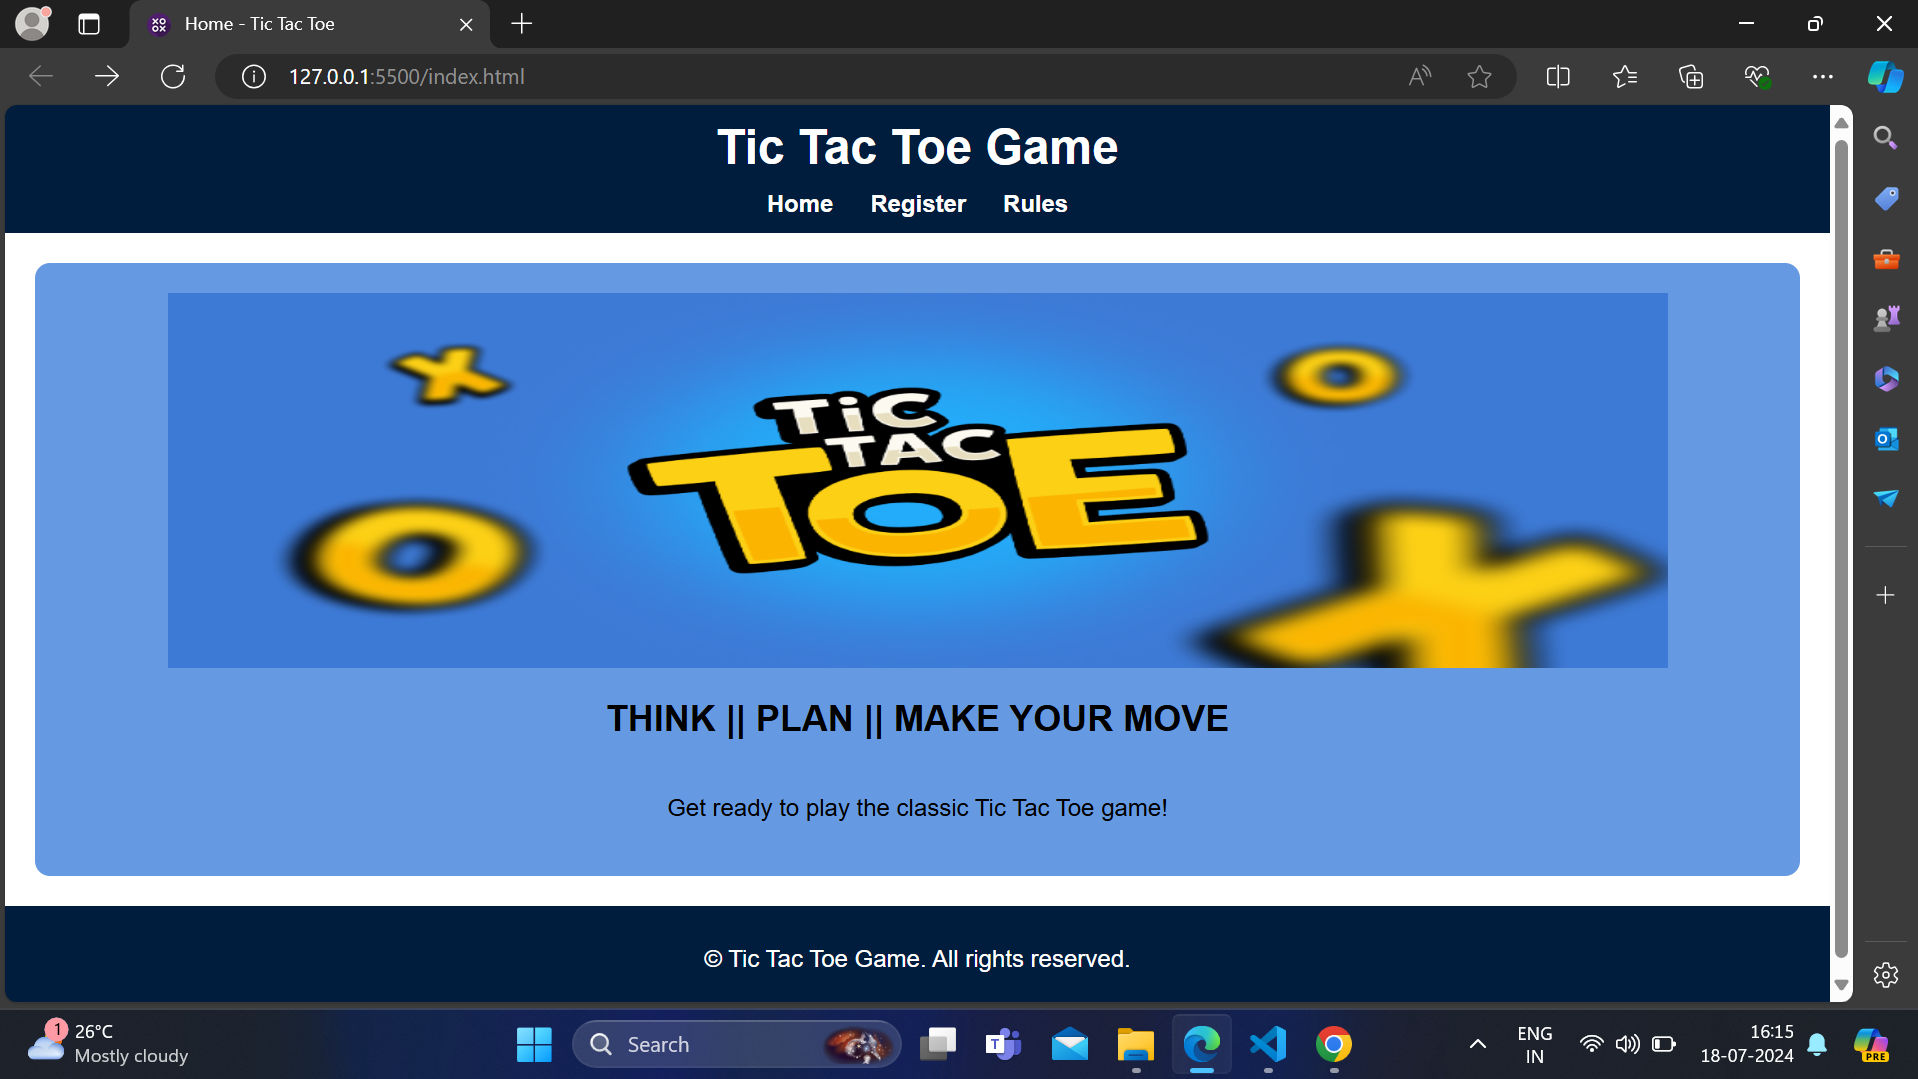 Home - Tic Tac Toe
127.0.0.1:5500/index.html
Tic Tac Toe Game
Home Register Rules
TiC
TAC
TOE
THINK || PLAN || MAKE YOUR MOVE
Get ready to play the classic Tic Tac Toe game!
© Tic Tac Toe Game. All rights reserved.
1
26°C
Mostly cloudy
Search
ENG
IN
16:15
18-07-2024
PRE